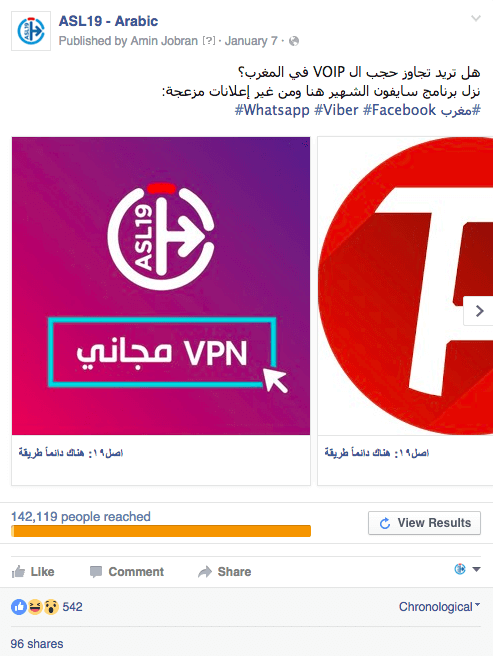 ASL19 - Arabic
Published by Amin Jobran [?] · January 7 ·
هل تريد تجاوز حجب ال VOIP في المغرب؟
نزل برنامج سايفون الشهير هنا ومن غير إعلانات مزعجة:
#مغرب #Whatsapp #Viber #Facebook
ASL19
VPN مجاني
اصل١٩: هناك دائماً طريقة
اصل١٩: هناك دائماً طريقة
142,119 people reached
View Results
Like Comment Share
542
Chronological
96 shares